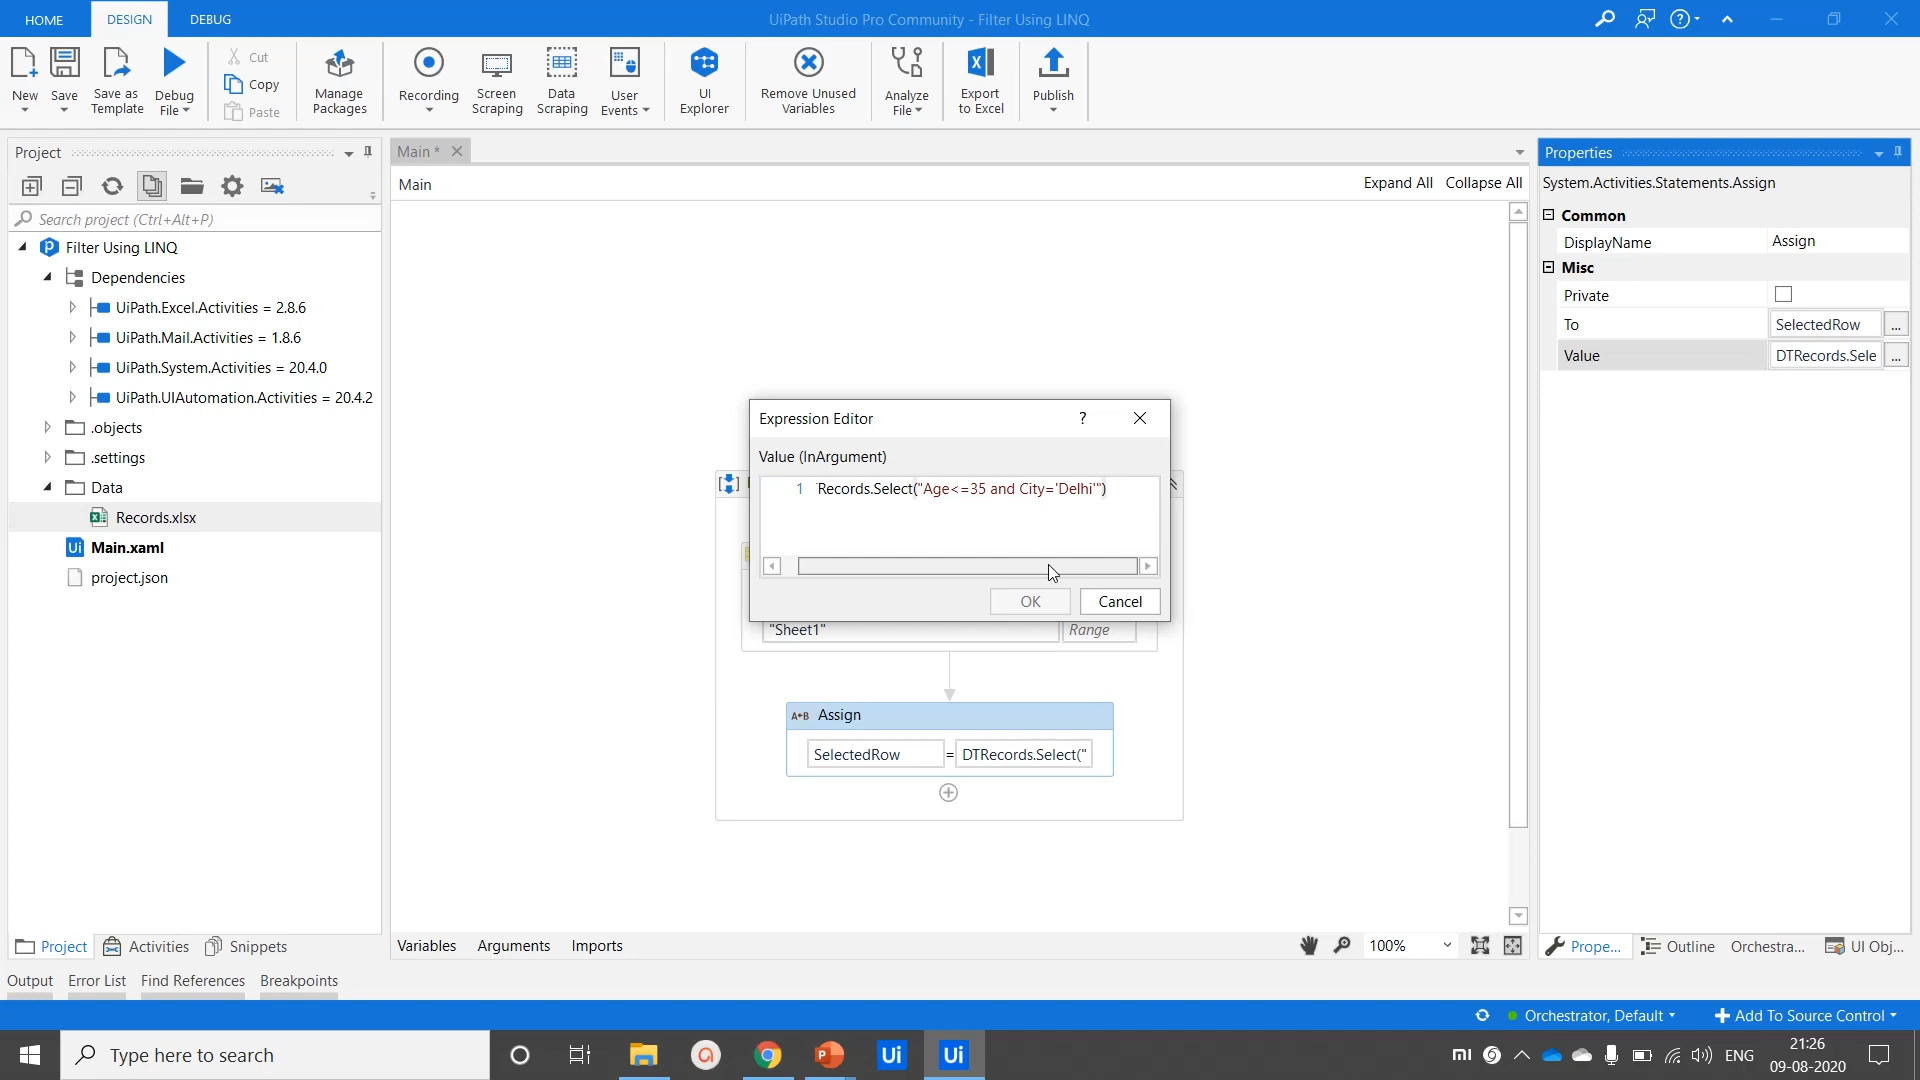 HOME
DESIGN
DEBUG
UiPath Studio Pro Community - Filter Using LINQ
New
Save
Save as
Template
Debug
File
Cut
Copy
Paste
Manage
Packages
Recording
Screen
Scraping
Data
Scraping
User
Events
UI
Explorer
Remove Unused
Variables
Analyze
File
Export
to Excel
Publish
Project
Search project (Ctrl+Alt+P)
Filter Using LINQ
Dependencies
UiPath.Excel.Activities = 2.8.6
UiPath.Mail.Activities = 1.8.6
UiPath.System.Activities = 20.4.0
UiPath.UIAutomation.Activities = 20.4.2
.objects
.settings
Data
Records.xlsx
Main.xaml
project.json
Project
Activities
Snippets
Main *
Main
Expand All
Collapse All
Expression Editor
?
Value (InArgument)
1 Records.Select("Age<=35 and City='Delhi'")
OK
Cancel
"Sheet1"
Range
A+B Assign
SelectedRow = DTRecords.Select("
Variables
Arguments
Imports
100%
Properties
System.Activities.Statements.Assign
Common
DisplayName Assign
Misc
Private
To SelectedRow ...
Value DTRecords.Sele ...
Prope...
Outline
Orchestra...
UI Obj...
Output
Error List
Find References
Breakpoints
Orchestrator, Default
Add To Source Control
Type here to search
ENG
21:26
09-08-2020